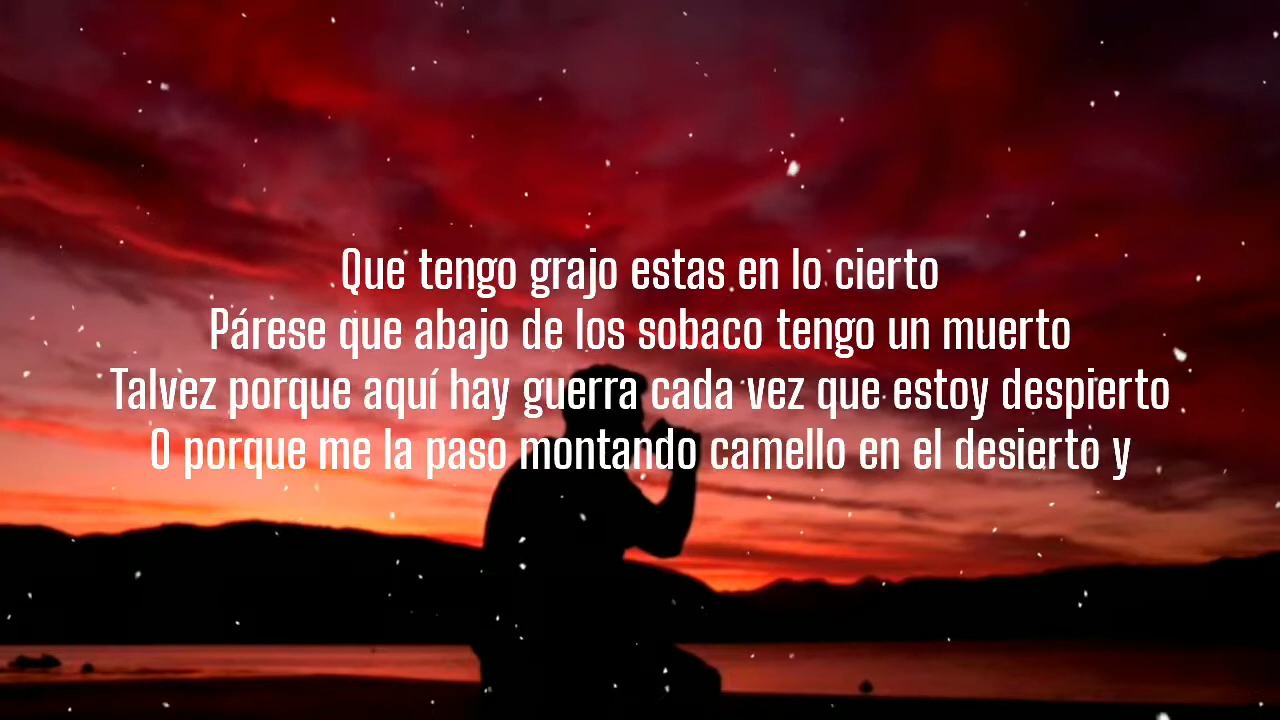 Que tengo grajo estas en lo cierto
Párese que abajo de los sobaco tengo un muerto
Talvez porque aquí hay guerra cada vez que estoy despierto
O porque me la paso montando camello en el desierto y